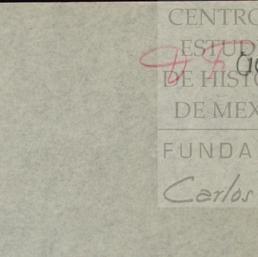 CENTRO
ESTUD
DE HISTO
DE MEX
FUNDA
Carlos